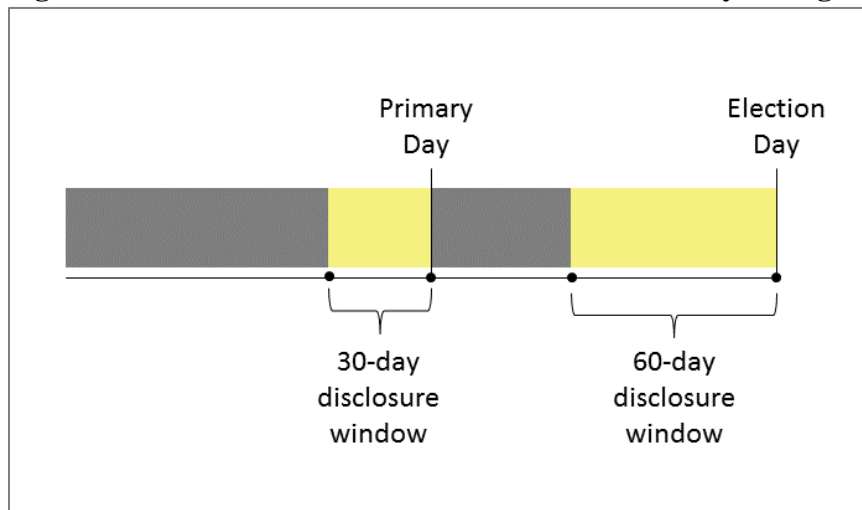 Primary
Day
Election
Day
30-day
disclosure
window
60-day
disclosure
window